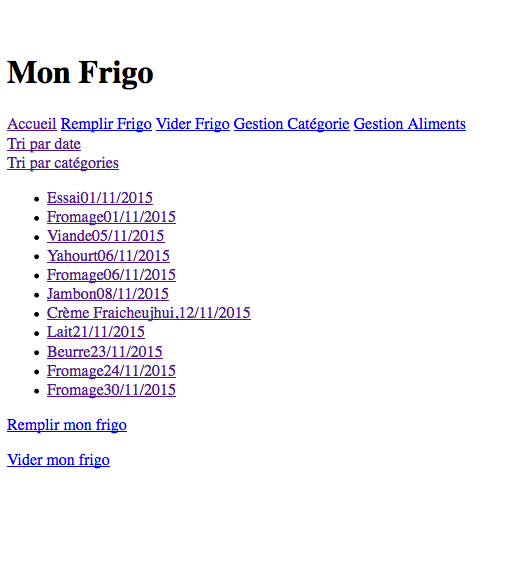 Mon Frigo
Accueil Remplir Frigo Vider Frigo Gestion Catégorie Gestion Aliments
Tri par date
Tri par catégories
Essai01/11/2015
Fromage01/11/2015
Viande05/11/2015
Yahourt06/11/2015
Fromage06/11/2015
Jambon08/11/2015
Crème Fraicheujhui,12/11/2015
Lait21/11/2015
Beurre23/11/2015
Fromage24/11/2015
Fromage30/11/2015
Remplir mon frigo
Vider mon frigo